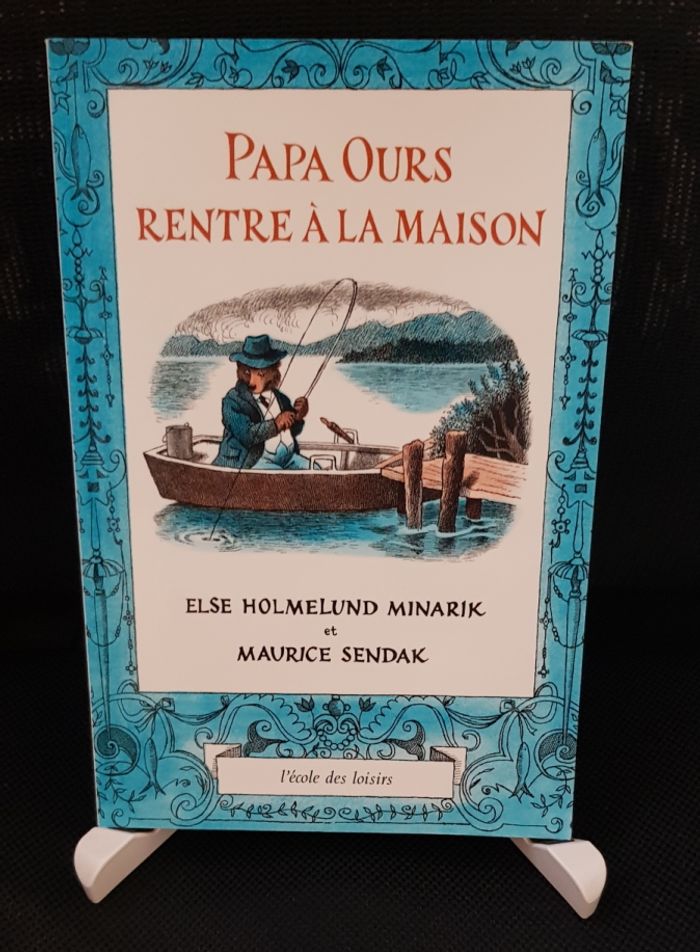 PAPA OURS
RENTRE À LA MAISON
ELSE HOLMELUND MINARIK
et
MAURICE SENDAK
l'école des loisirs